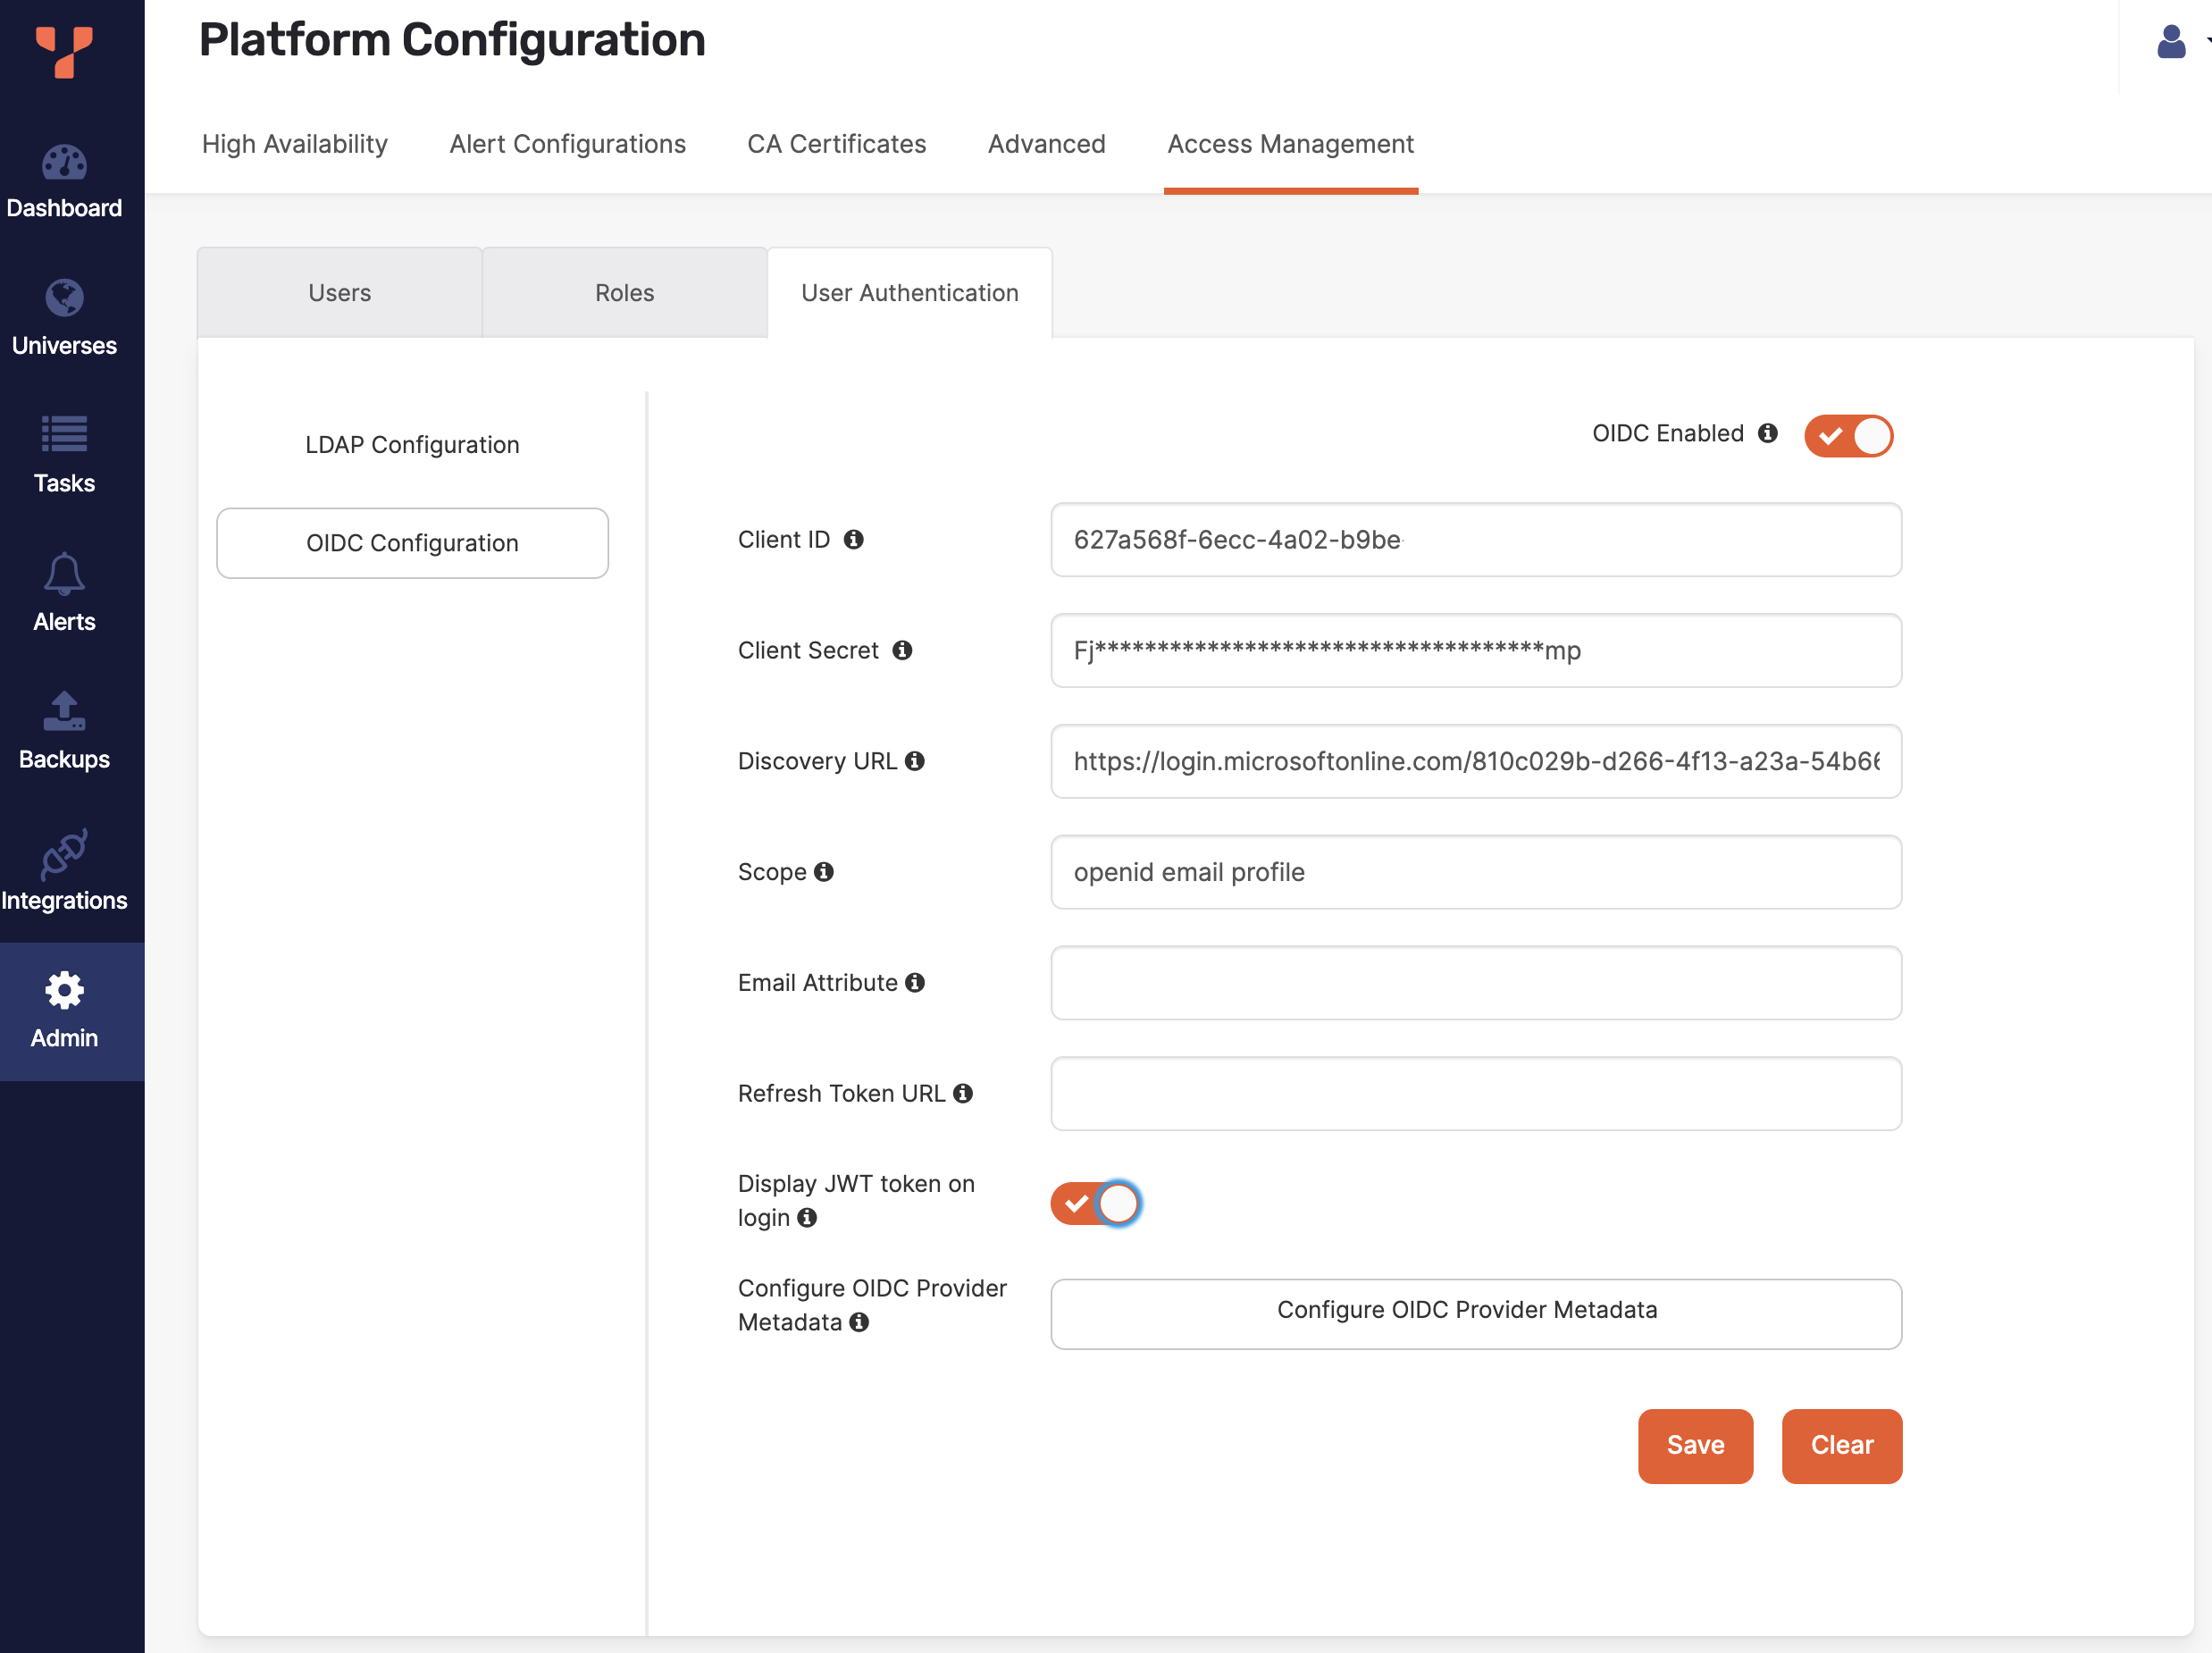 Platform Configuration
High Availability
Alert Configurations
CA Certificates
Advanced
Access Management
Dashboard
Universes
Tasks
Alerts
Backups
Integrations
Admin
Users
Roles
User Authentication
LDAP Configuration
OIDC Configuration
OIDC Enabled
Client ID
627a568f-6ecc-4a02-b9be
Client Secret
Fj************************************mp
Discovery URL
https://login.microsoftonline.com/810c029b-d266-4f13-a23a-54b66
Scope
openid email profile
Email Attribute
Refresh Token URL
Display JWT token on
login
Configure OIDC Provider
Metadata
Configure OIDC Provider Metadata
Save
Clear